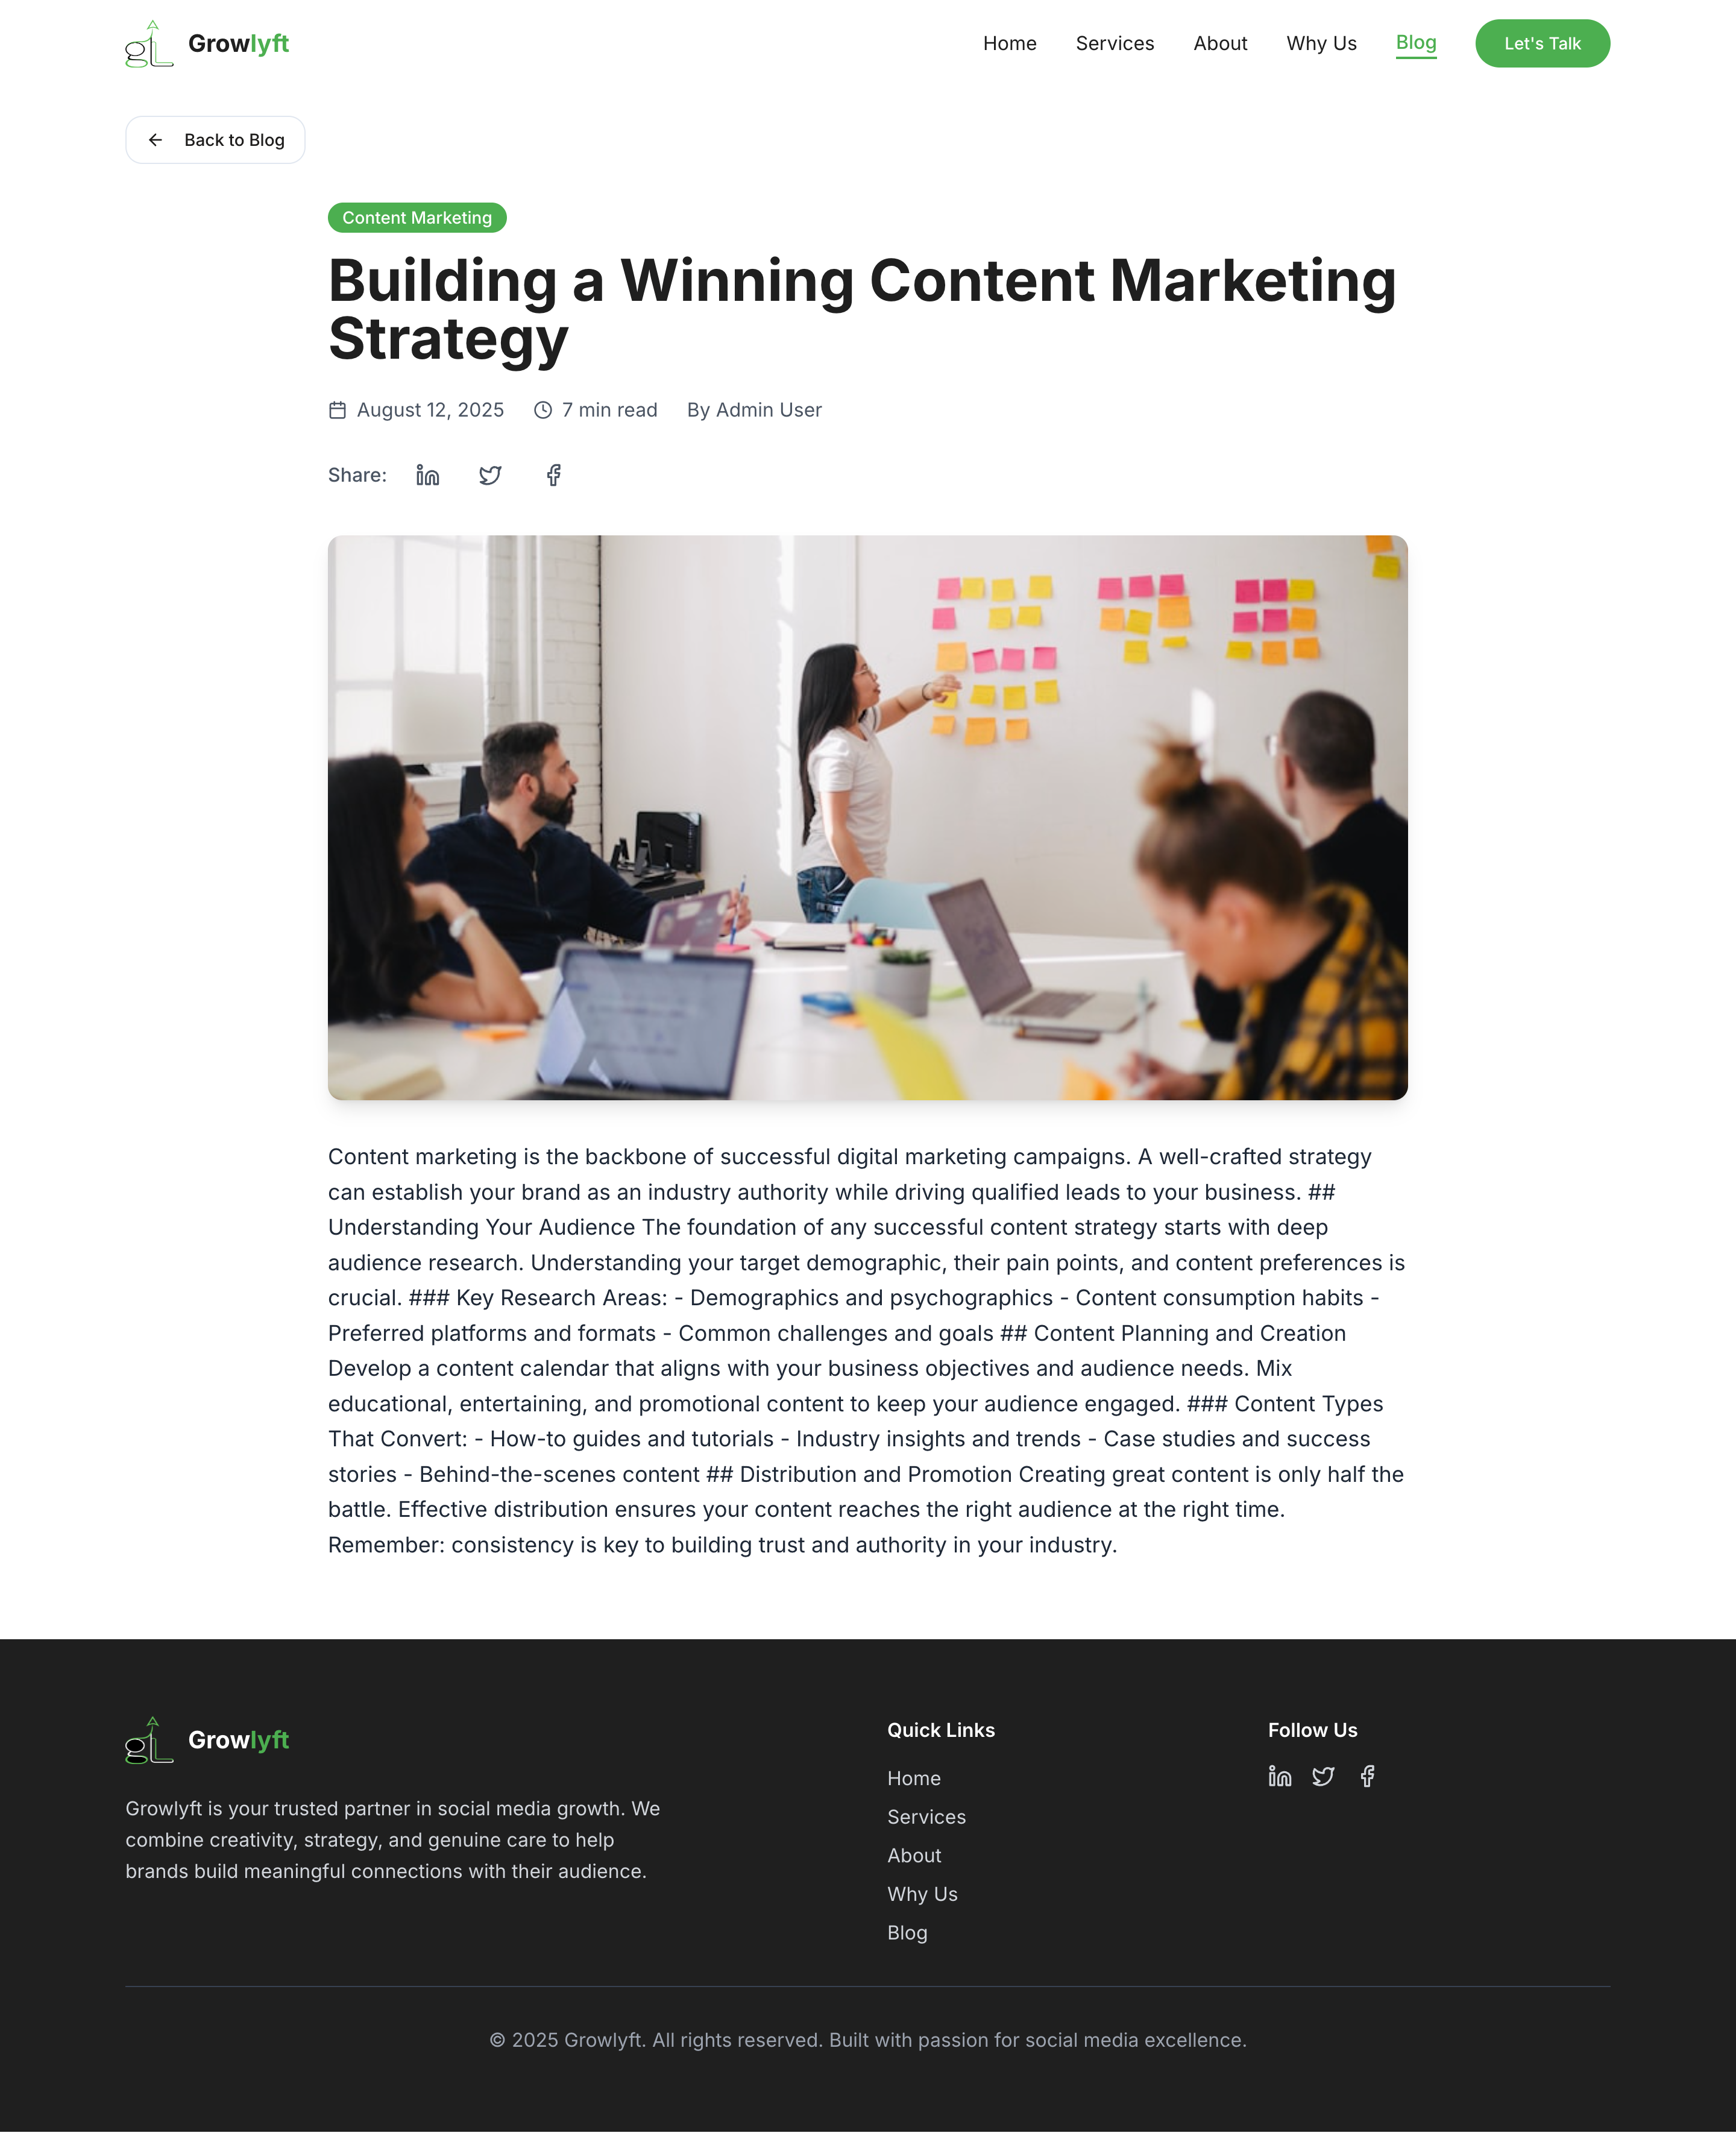 gL Growlyft
Home
Services
About
Why Us
Blog
Let's Talk
Back to Blog
Content Marketing
Building a Winning Content Marketing
Strategy
August 12, 2025
7 min read
By Admin User
Share:
Content marketing is the backbone of successful digital marketing campaigns. A well-crafted strategy
can establish your brand as an industry authority while driving qualified leads to your business. ##
Understanding Your Audience The foundation of any successful content strategy starts with deep
audience research. Understanding your target demographic, their pain points, and content preferences is
crucial. ### Key Research Areas: - Demographics and psychographics - Content consumption habits -
Preferred platforms and formats - Common challenges and goals ## Content Planning and Creation
Develop a content calendar that aligns with your business objectives and audience needs. Mix
educational, entertaining, and promotional content to keep your audience engaged. ### Content Types
That Convert: - How-to guides and tutorials - Industry insights and trends - Case studies and success
stories - Behind-the-scenes content ## Distribution and Promotion Creating great content is only half the
battle. Effective distribution ensures your content reaches the right audience at the right time.
Remember: consistency is key to building trust and authority in your industry.
gL Growlyft
Growlyft is your trusted partner in social media growth. We
combine creativity, strategy, and genuine care to help
brands build meaningful connections with their audience.
Quick Links
Home
Services
About
Why Us
Blog
Follow Us
© 2025 Growlyft. All rights reserved. Built with passion for social media excellence.